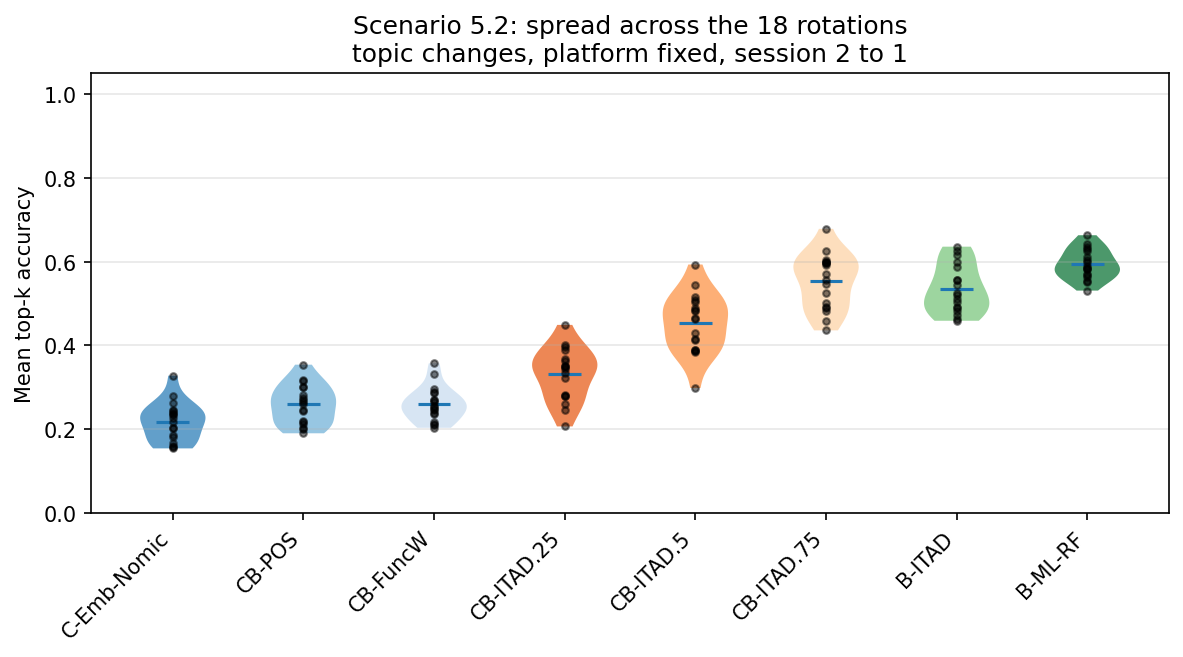 Scenario 5.2: spread across the 18 rotations
topic changes, platform fixed, session 2 to 1
Mean top-k accuracy
1.0
0.8
0.6
0.4
0.2
0.0
C-Emb-Nomic
CB-POS
CB-FuncW
CB-ITAD.25
CB-ITAD.5
CB-ITAD.75
B-ITAD
B-ML-RF